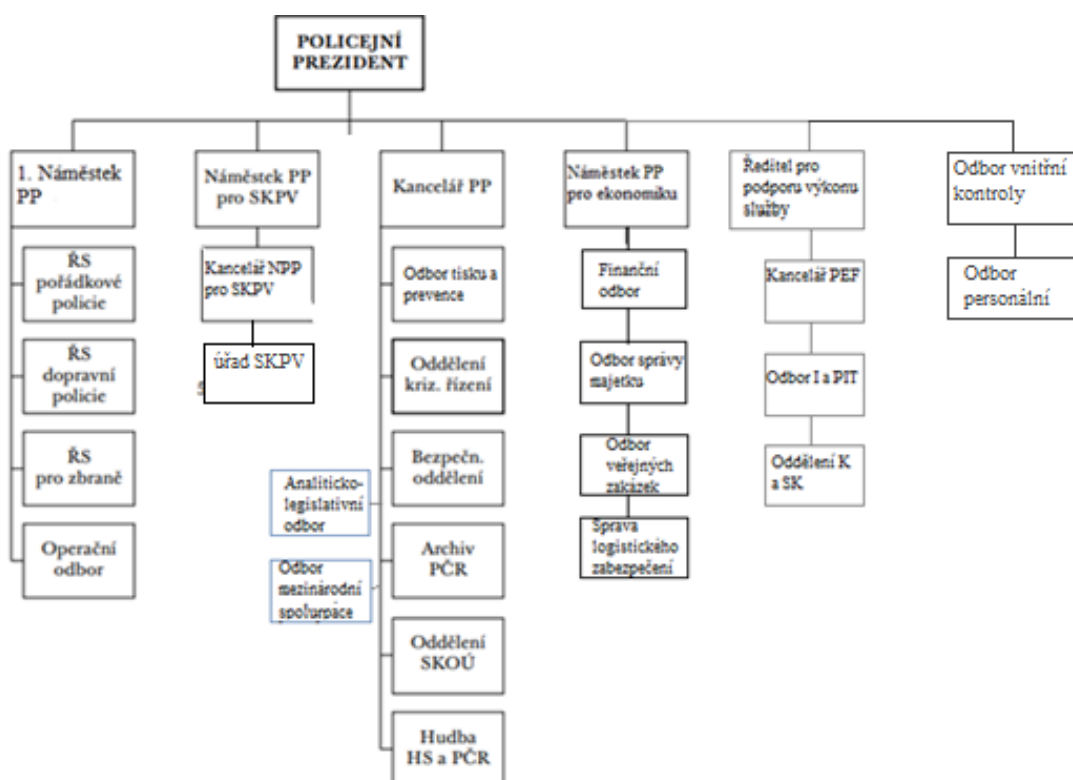 POLICEJNÍ
PREZIDENT
1. Náměstek
PP
Náměstek PP
pro SKPV
Kancelář PP
Náměstek PP
pro ekonomiku
Ředitel pro
podporu výkonu
služby
Odbor vnitřní
kontroly
ŘS
pořádkové
policie
ŘS
dopravní
policie
ŘS
pro zbraně
Operační
odbor
Kancelář NPP
pro SKPV
úřad SKPV
Odbor tisku a
prevence
Oddělení
kriz. řízení
Bezpečn.
oddělení
Analiticko-
legislativní
odbor
Archiv
PČR
Odbor
mezinárodní
spolurpáce
Oddělení
SKOÚ
Hudba
HS a PČR
Finanční
odbor
Odbor správy
majetku
Odbor
veřejných
zakázek
Správa
logistického
zabezpečení
Kancelář PEF
Odbor I a PIT
Oddělení K
a SK
Odbor
personální